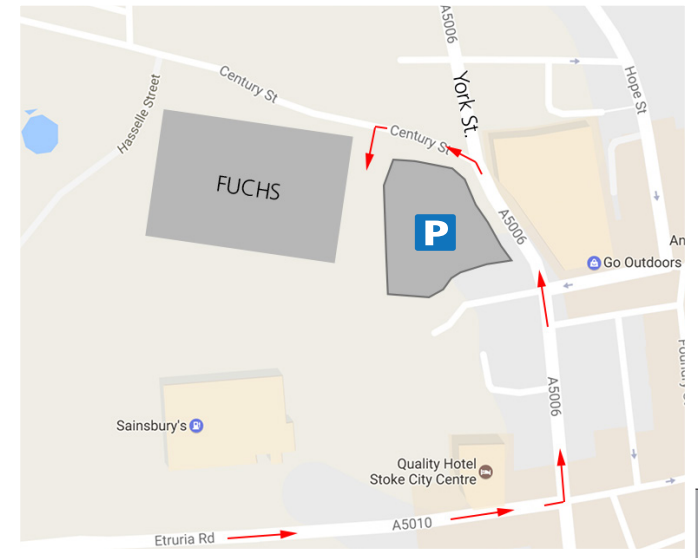 A5006
Century St
York St.
Hope St
Hasselle Street
Century St
FUCHS
P
A5006
An
Go Outdoors
A5006
Sainsbury's
Quality Hotel
Stoke City Centre
A5010
Etruria Rd